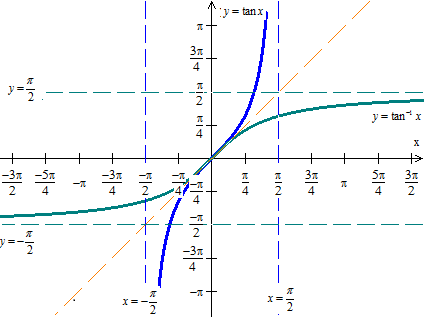 y = tan x
π
3π/4
y = π/2
π/2
π/4
y = tan⁻¹ x
x
−3π/2 −5π/4 −π −3π/4 −π/2 −π/4 π/4 π/2 3π/4 π 5π/4 3π/2
−π/4
−π/2
y = −π/2
−3π/4
−π
x = −π/2
x = π/2